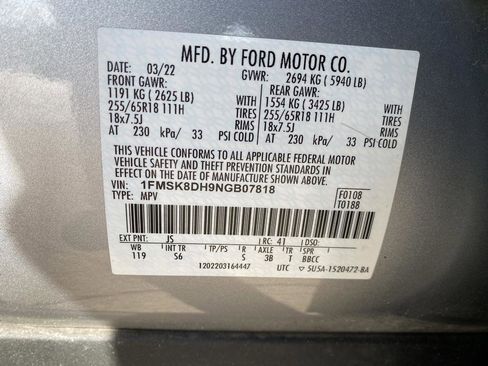 MFD. BY FORD MOTOR CO.
DATE: 03/22 GVWR: 2694 KG ( 5940 LB)
FRONT GAWR: REAR GAWR:
1191 KG ( 2625 LB) 1554 KG ( 3425 LB)
255/65R18 111H TIRES 255/65R18 111H TIRES
18x7.5J RIMS 18x7.5J RIMS
AT 230 kPa/ 33 PSI COLD AT 230 kPa/ 33 PSI COLD
THIS VEHICLE CONFORMS TO ALL APPLICABLE FEDERAL MOTOR
VEHICLE SAFETY AND THEFT PREVENTION STANDARDS IN
EFFECT ON THE DATE OF MANUFACTURE SHOWN ABOVE.
VIN: 1FMSK8DH9NGB07818 F0108
TYPE: MPV T0188
EXT PNT: JS RC: 41 DSO:
WB INT TR TP/PS R AXLE TR SPR
119 S6 S 3B T BBCC
1202203164447 UTC ▽ 5U5A-1520472-BA